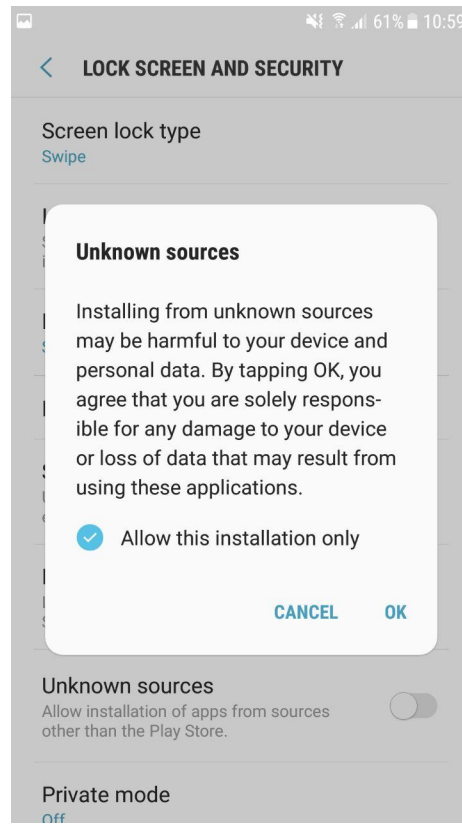 61% 10:59
LOCK SCREEN AND SECURITY
Screen lock type
Swipe
Unknown sources
Installing from unknown sources
may be harmful to your device and
personal data. By tapping OK, you
agree that you are solely respons-
ible for any damage to your device
or loss of data that may result from
using these applications.
Allow this installation only
CANCEL OK
Unknown sources
Allow installation of apps from sources
other than the Play Store.
Private mode
Off